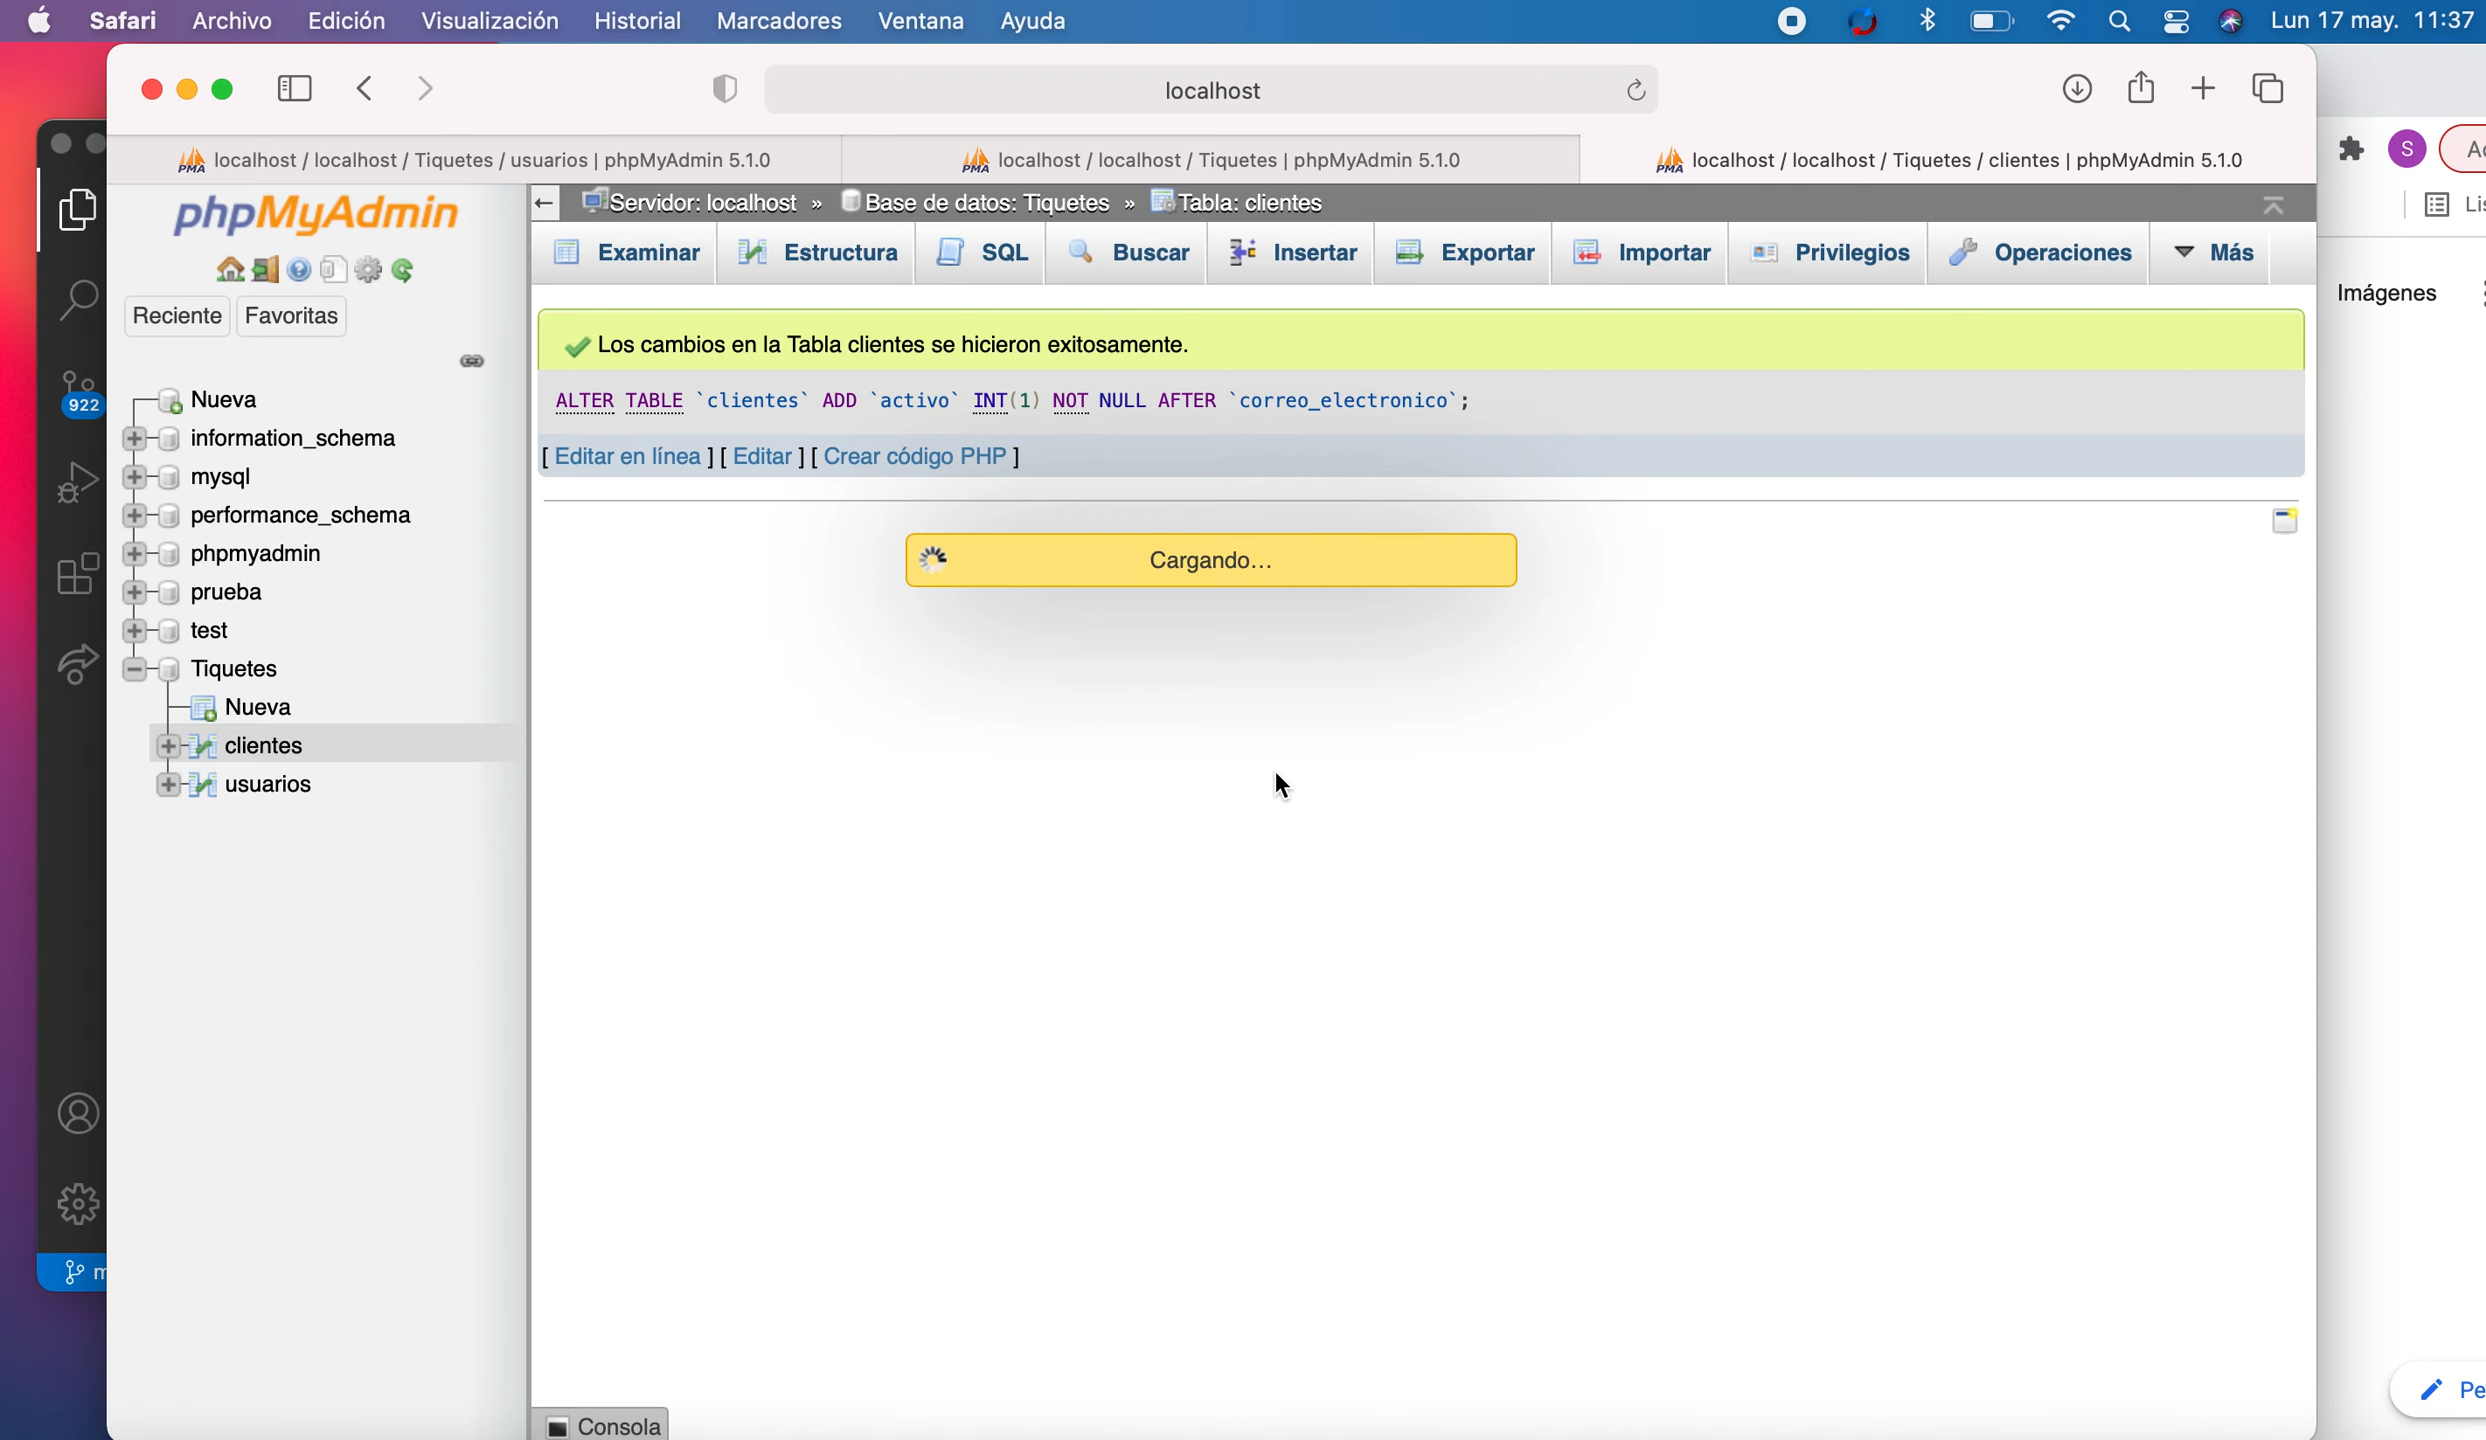 Safari Archivo Edición Visualización Historial Marcadores Ventana Ayuda Lun 17 may. 11:37
localhost
localhost / localhost / Tiquetes / usuarios | phpMyAdmin 5.1.0
localhost / localhost / Tiquetes | phpMyAdmin 5.1.0
localhost / localhost / Tiquetes / clientes | phpMyAdmin 5.1.0
phpMyAdmin
Reciente Favoritas
Nueva
information_schema
mysql
performance_schema
phpmyadmin
prueba
test
Tiquetes
Nueva
clientes
usuarios
922
Servidor: localhost » Base de datos: Tiquetes » Tabla: clientes
Examinar Estructura SQL Buscar Insertar Exportar Importar Privilegios Operaciones Más
Los cambios en la Tabla clientes se hicieron exitosamente.
ALTER TABLE `clientes` ADD `activo` INT(1) NOT NULL AFTER `correo_electronico`;
[ Editar en línea ] [ Editar ] [ Crear código PHP ]
Cargando...
Consola
S
Imágenes